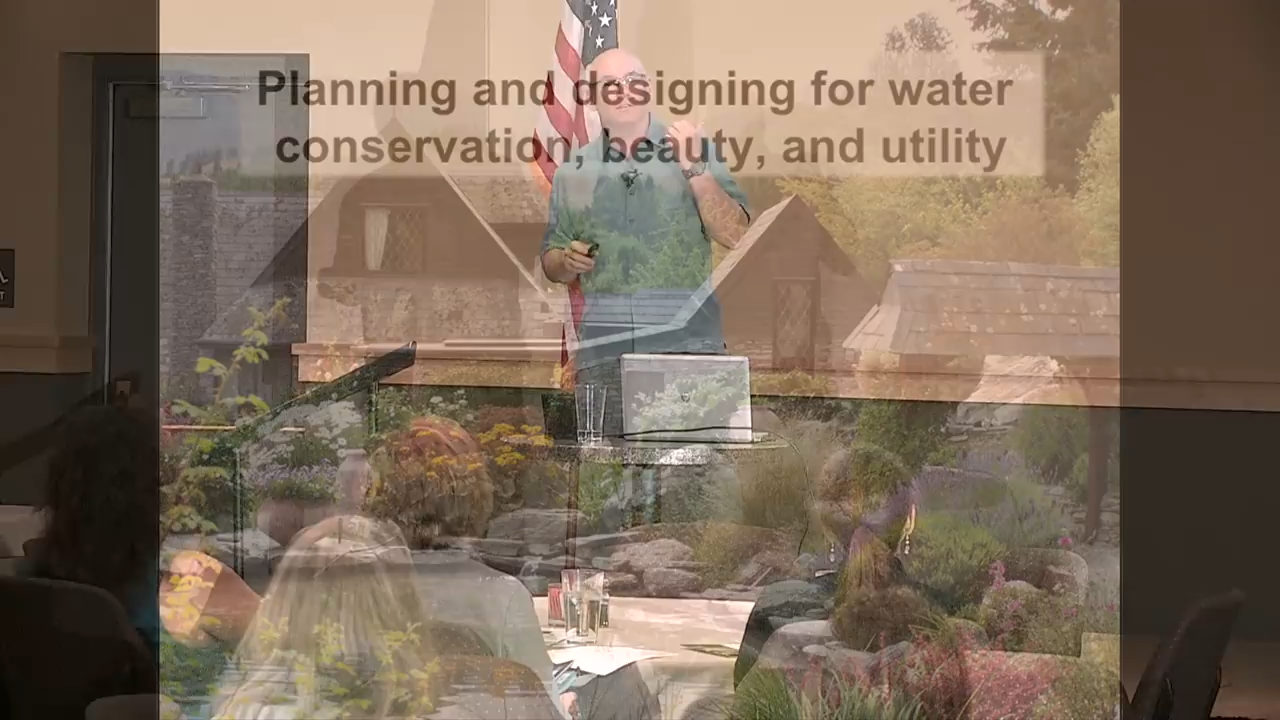 Planning and designing for water
conservation, beauty, and utility